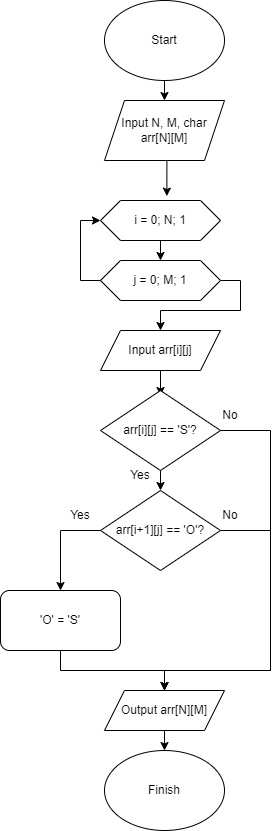 Start
Input N, M, char
arr[N][M]
i = 0; N; 1
j = 0; M; 1
Input arr[i][j]
arr[i][j] == 'S'?
No
Yes
arr[i+1][j] == 'O'?
Yes
No
'O' = 'S'
Output arr[N][M]
Finish